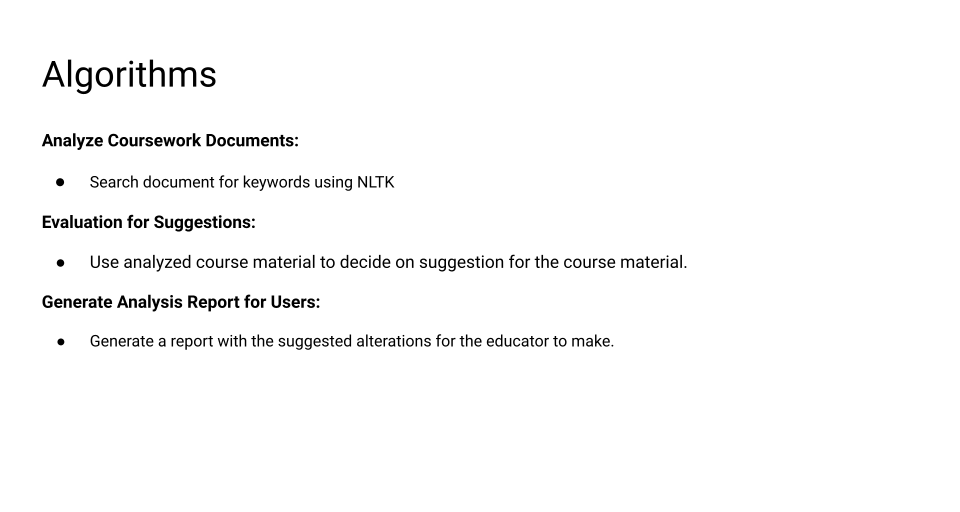 Algorithms
Analyze Coursework Documents:
● Search document for keywords using NLTK
Evaluation for Suggestions:
● Use analyzed course material to decide on suggestion for the course material.
Generate Analysis Report for Users:
● Generate a report with the suggested alterations for the educator to make.